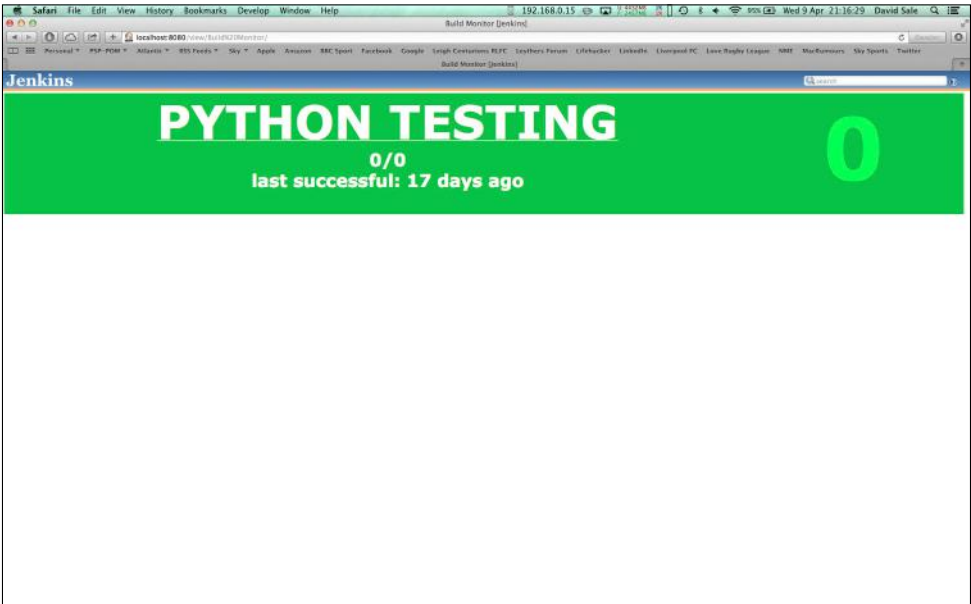 Safari File Edit View History Bookmarks Develop Window Help 192.168.0.15 95% Wed 9 Apr 21:16:29 David Sale
Build Monitor [Jenkins]
localhost:8080/view/Build%20Monitor/
Personal PSP-POM Atlantis RSS Feeds Sky Apple Amazon BBC Sport Facebook Google Leigh Centurions RLFC Leythers Forum Lifehacker LinkedIn Liverpool FC Love Rugby League NME MacRumours Sky Sports Twitter
Build Monitor [Jenkins]
Jenkins
search
PYTHON TESTING
0/0
last successful: 17 days ago
0